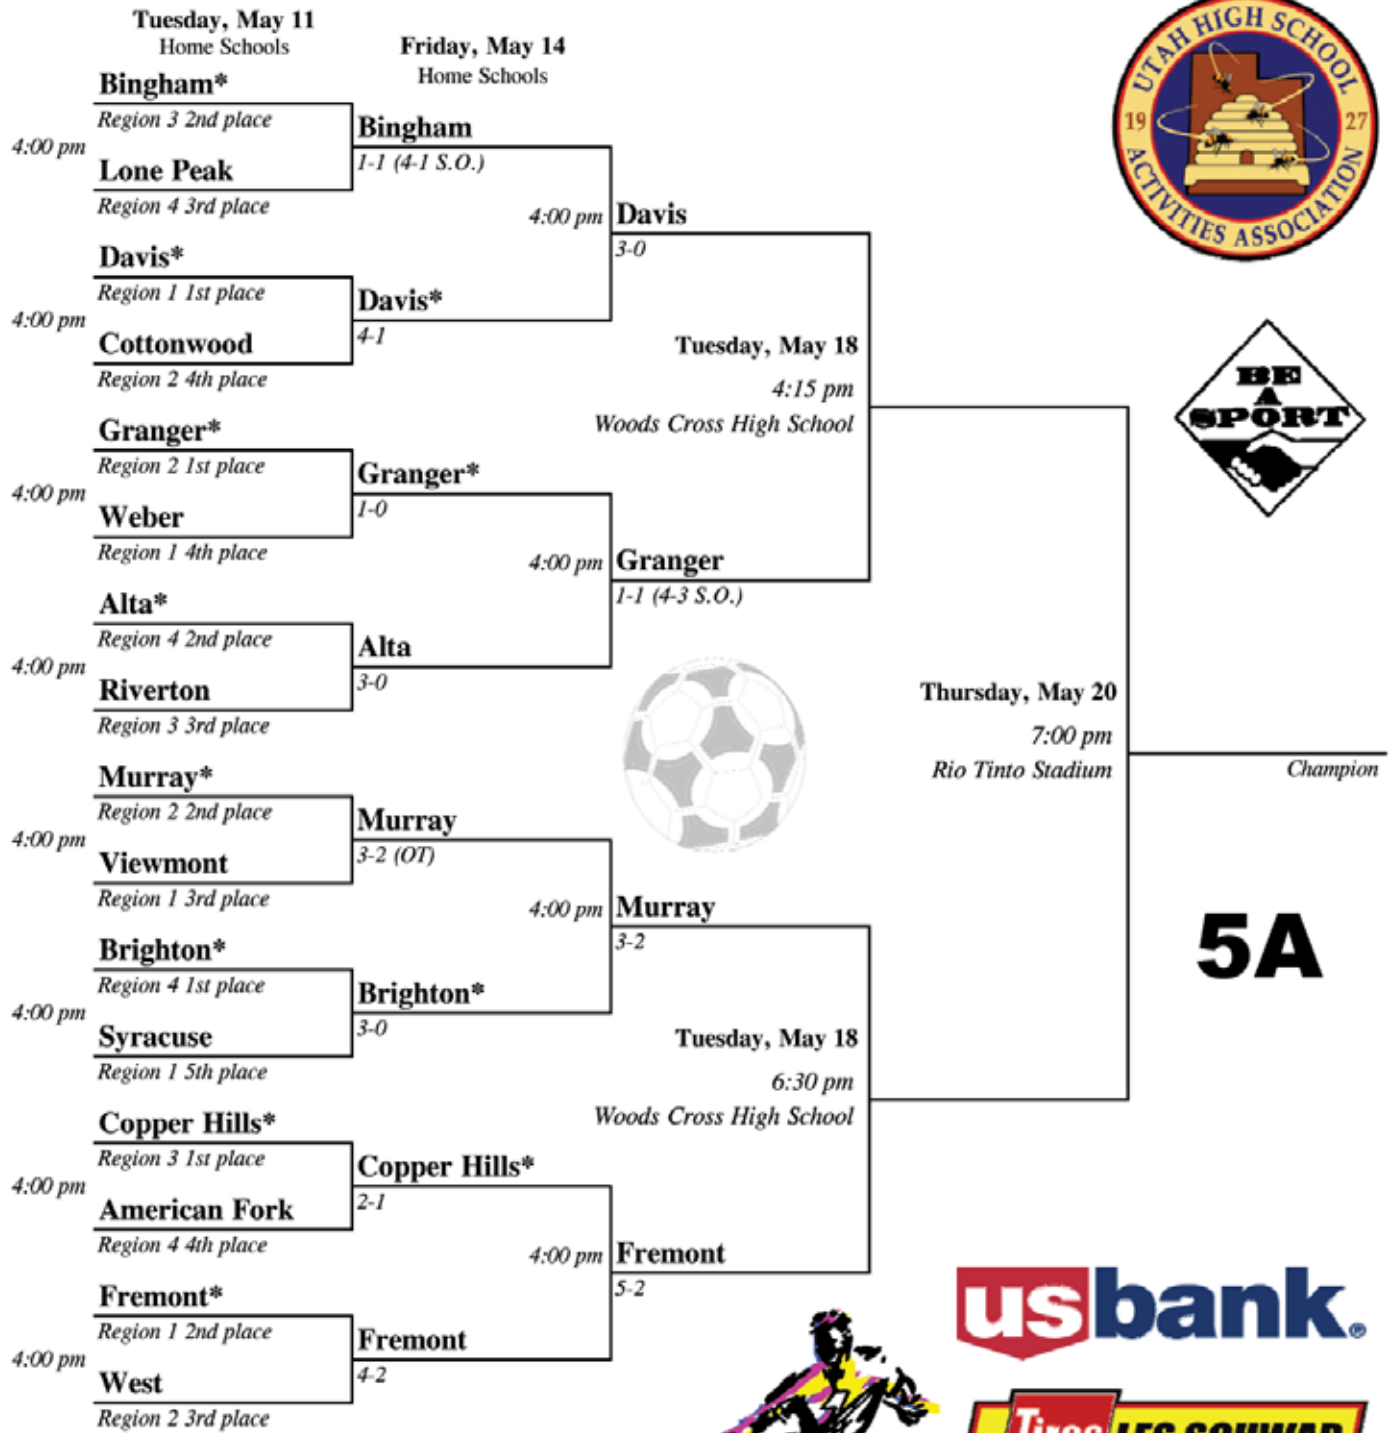 Tuesday, May 11
Home Schools
Friday, May 14
Home Schools
Bingham*
Region 3 2nd place
4:00 pm
Lone Peak
Region 4 3rd place
Bingham
1-1 (4-1 S.O.)
Davis*
Region 1 1st place
4:00 pm
Cottonwood
Region 2 4th place
Davis*
4-1
4:00 pm
Davis
3-0
Granger*
Region 2 1st place
4:00 pm
Weber
Region 1 4th place
Granger*
1-0
Alta*
Region 4 2nd place
4:00 pm
Riverton
Region 3 3rd place
Alta
3-0
4:00 pm
Granger
1-1 (4-3 S.O.)
Tuesday, May 18
4:15 pm
Woods Cross High School
Murray*
Region 2 2nd place
4:00 pm
Viewmont
Region 1 3rd place
Murray
3-2 (OT)
Brighton*
Region 4 1st place
4:00 pm
Syracuse
Region 1 5th place
Brighton*
3-0
4:00 pm
Murray
3-2
Copper Hills*
Region 3 1st place
4:00 pm
American Fork
Region 4 4th place
Copper Hills*
2-1
Fremont*
Region 1 2nd place
4:00 pm
West
Region 2 3rd place
Fremont
4-2
4:00 pm
Fremont
5-2
Tuesday, May 18
6:30 pm
Woods Cross High School
Thursday, May 20
7:00 pm
Rio Tinto Stadium
Champion
UTAH HIGH SCHOOL
19 27
ACTIVITIES ASSOCIATION
BE
A
SPORT
5A
usbank.®
Tires LES SCHWAB